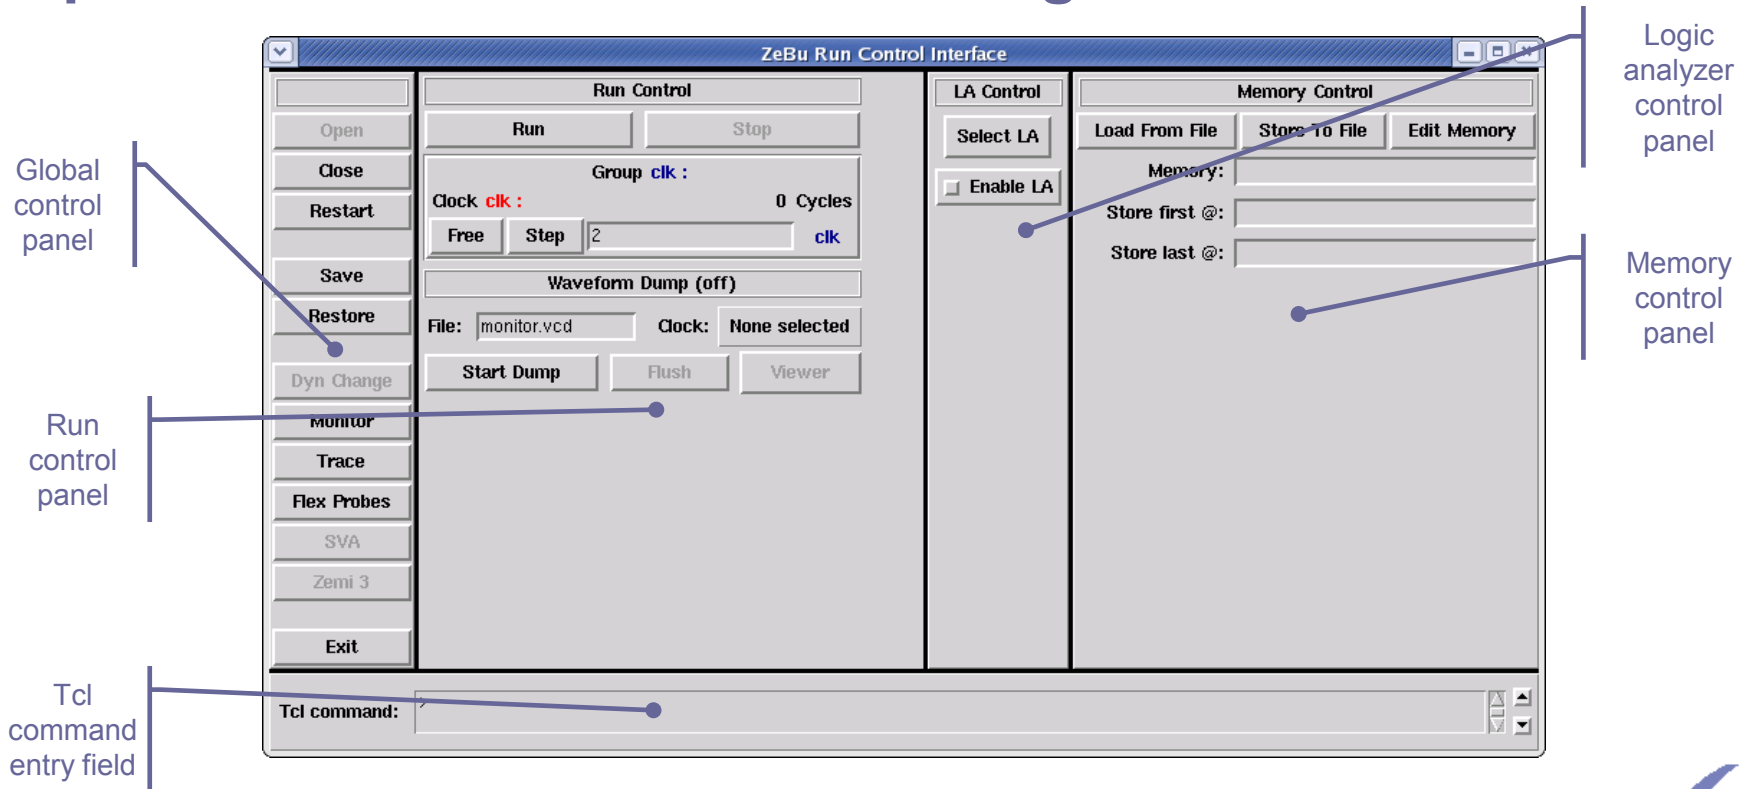 ZeBu Run Control Interface
Global
control
panel
Run
control
panel
Tcl
command
entry field
Open
Close
Restart
Save
Restore
Dyn Change
Monitor
Trace
Flex Probes
SVA
Zemi 3
Exit
Run Control
Run Stop
Group clk :
Clock clk : 0 Cycles
Free Step 2 clk
Waveform Dump (off)
File: monitor.vcd Clock: None selected
Start Dump Flush Viewer
LA Control
Select LA
Enable LA
Memory Control
Load From File Store To File Edit Memory
Memory:
Store first @:
Store last @:
Tcl command:
Logic
analyzer
control
panel
Memory
control
panel